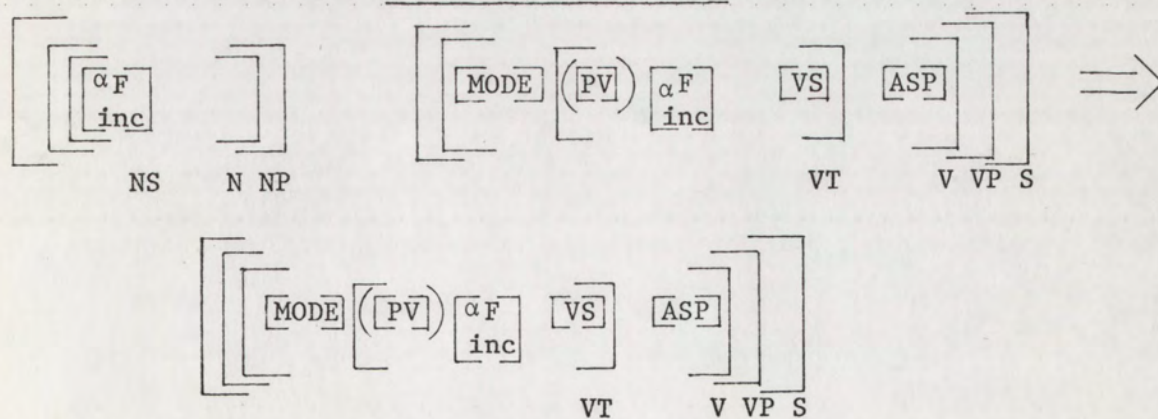 αF MODE (PV) αF VS ASP ⟹
inc inc
NS N NP VT V VP S
MODE (PV) αF VS ASP
inc
VT V VP S